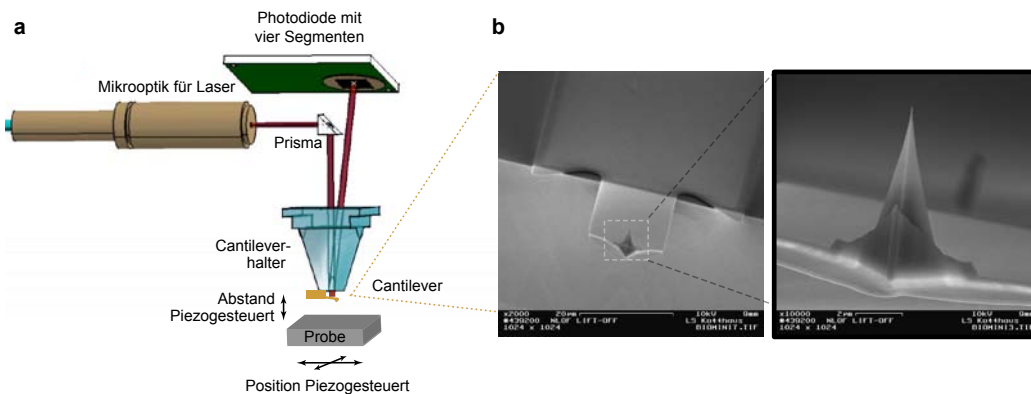 a
Photodiode mit
vier Segmenten
Mikrooptik für Laser
Prisma
Cantilever-
halter
Cantilever
Abstand
Piezogesteuert
Probe
Position Piezogesteuert
b
x2000 20µm 10kV 9mm
#439200 NLOF LIFT-OFF LS Kotthaus
1024 x 1024 BIOMINIT.TIF
x10000 2µm 10kV 9mm
#439200 NLOF LIFT-OFF LS Kotthaus
1024 x 1024 BIOMINI3.TIF